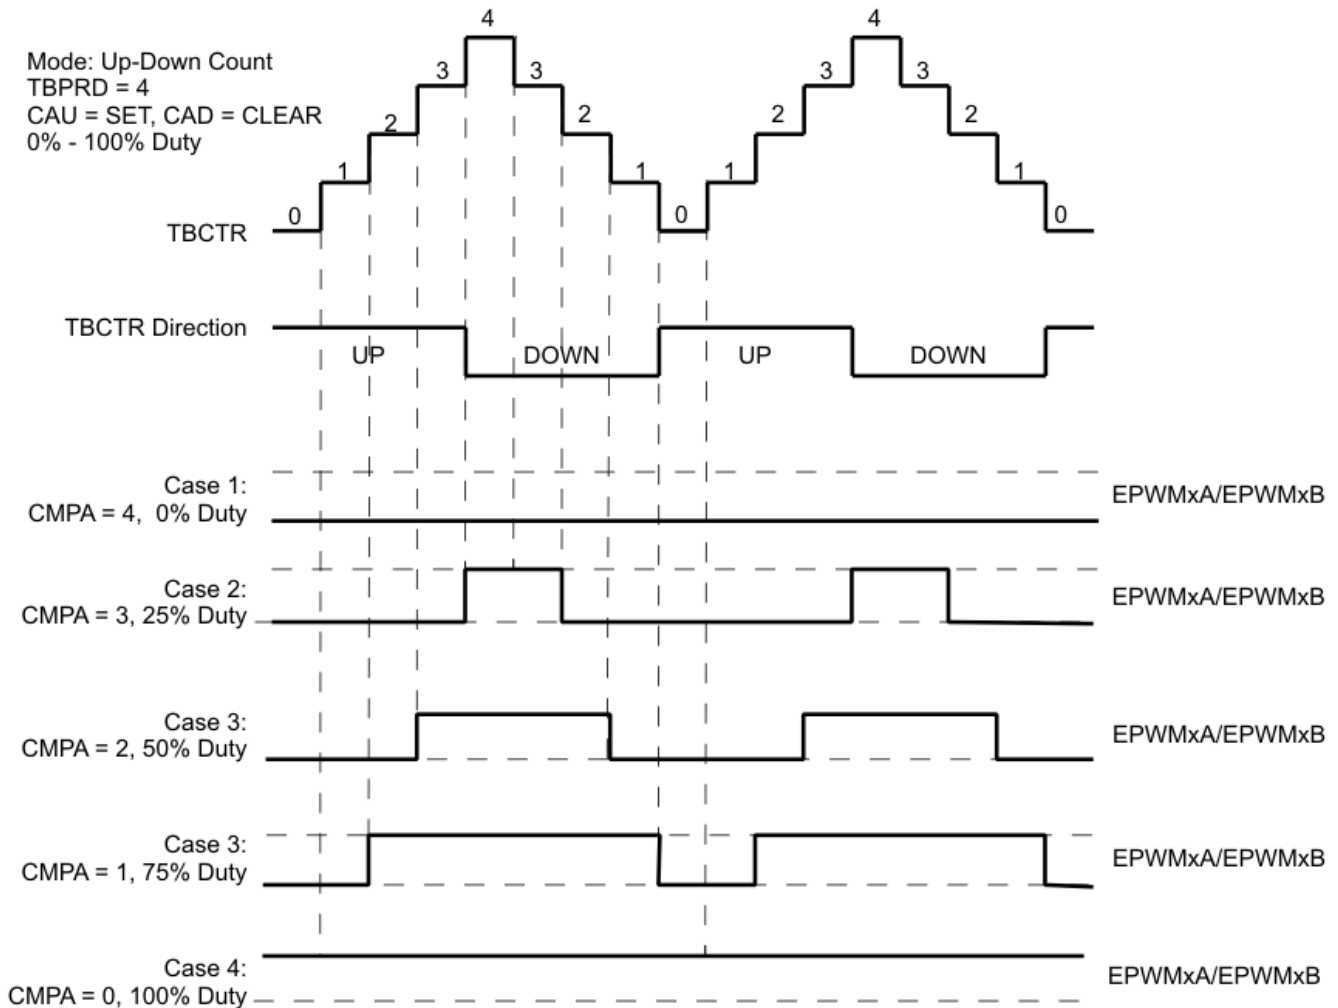 Mode: Up-Down Count
TBPRD = 4
CAU = SET, CAD = CLEAR
0% - 100% Duty
4
4
3
3
3
3
2
2
2
2
1
1
1
1
0
0
0
TBCTR
TBCTR Direction
UP
DOWN
UP
DOWN
Case 1:
CMPA = 4, 0% Duty
EPWMxA/EPWMxB
Case 2:
CMPA = 3, 25% Duty
EPWMxA/EPWMxB
Case 3:
CMPA = 2, 50% Duty
EPWMxA/EPWMxB
Case 3:
CMPA = 1, 75% Duty
EPWMxA/EPWMxB
Case 4:
CMPA = 0, 100% Duty
EPWMxA/EPWMxB